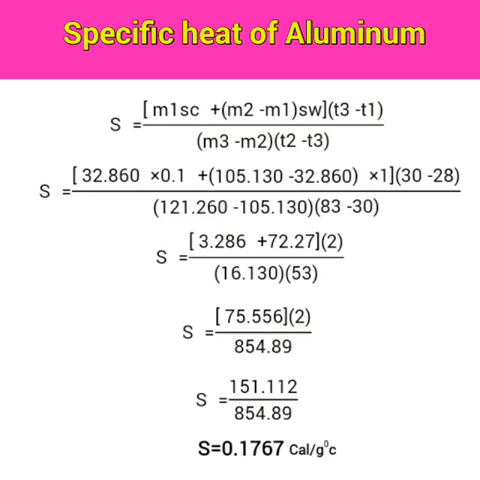 Specific heat of Aluminum
[ m1sc +(m2 -m1)sw](t3 -t1)
S =
(m3 -m2)(t2 -t3)
[ 32.860 ×0.1 +(105.130 -32.860) ×1](30 -28)
S =
(121.260 -105.130)(83 -30)
[ 3.286 +72.27](2)
S =
(16.130)(53)
[ 75.556](2)
S =
854.89
151.112
S =
854.89
S=0.1767 Cal/g⁰c